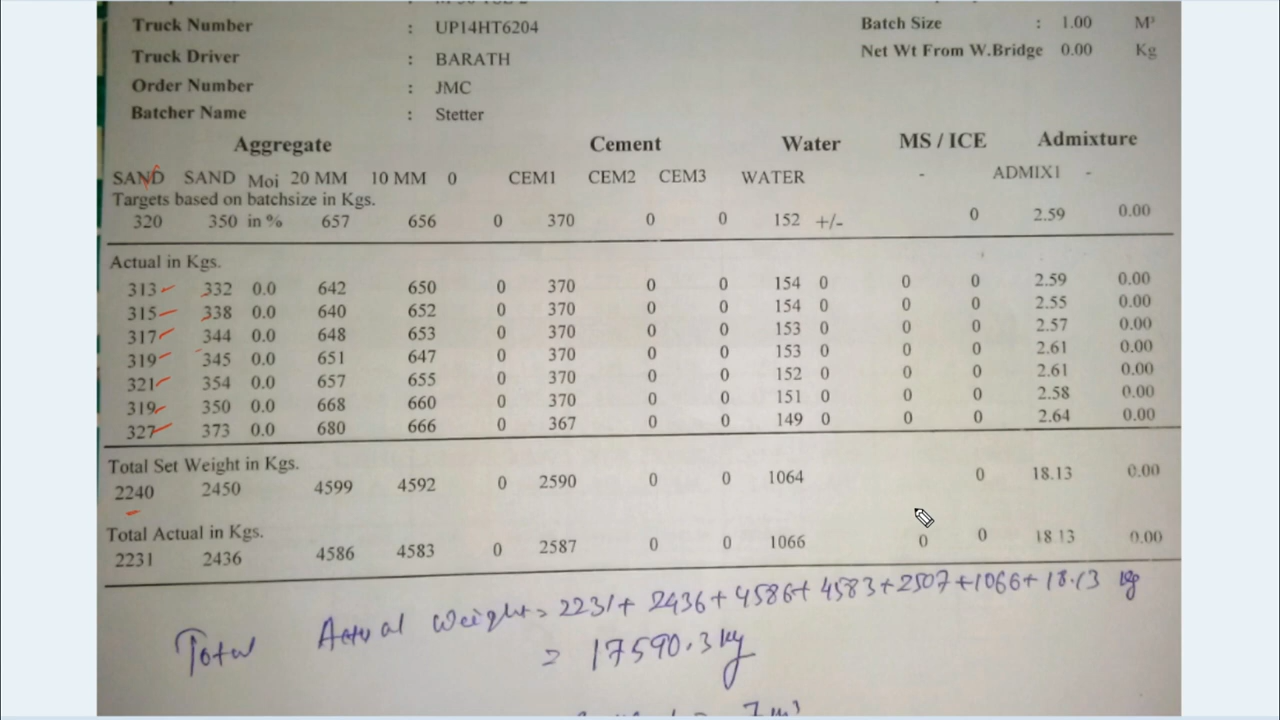 Truck Number : UP14HT6204 Batch Size : 1.00 M³
Truck Driver : BARATH Net Wt From W.Bridge 0.00 Kg
Order Number : JMC
Batcher Name : Stetter
Aggregate Cement Water MS / ICE Admixture
SAND SAND Moi 20 MM 10 MM 0 CEM1 CEM2 CEM3 WATER - ADMIX1 -
Targets based on batchsize in Kgs.
320 350 in % 657 656 0 370 0 0 152 +/- 0 2.59 0.00
Actual in Kgs.
313 332 0.0 642 650 0 370 0 0 154 0 0 0 2.59 0.00
315 338 0.0 640 652 0 370 0 0 154 0 0 0 2.55 0.00
317 344 0.0 648 653 0 370 0 0 153 0 0 0 2.57 0.00
319 345 0.0 651 647 0 370 0 0 153 0 0 0 2.61 0.00
321 354 0.0 657 655 0 370 0 0 152 0 0 0 2.61 0.00
319 350 0.0 668 660 0 370 0 0 151 0 0 0 2.58 0.00
327 373 0.0 680 666 0 367 0 0 149 0 0 0 2.64 0.00
Total Set Weight in Kgs.
2240 2450 4599 4592 0 2590 0 0 1064 0 18.13 0.00
Total Actual in Kgs.
2231 2436 4586 4583 0 2587 0 0 1066 0 0 18.13 0.00
Total Actual Weight = 2231 + 2436 + 4586 + 4583 + 2507 + 1066 + 18.13 kg
= 17590.3 kg
= 7 m³